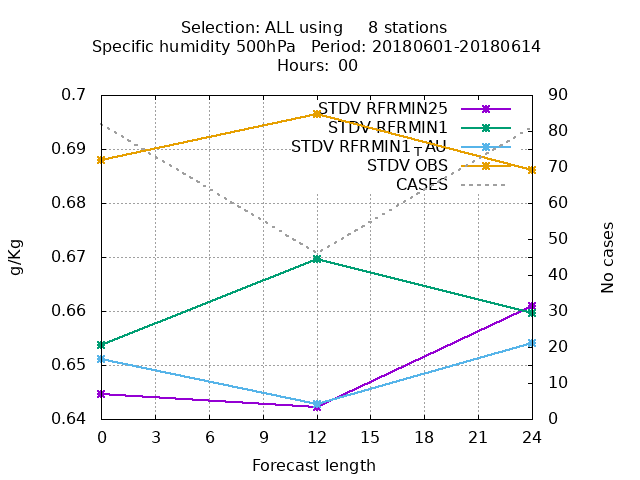 Selection: ALL using     8 stations
Specific humidity 500hPa   Period: 20180601-20180614
Hours: 00
0.7
0.69
0.68
0.67
0.66
0.65
0.64
90
80
70
60
50
40
30
20
10
0
g/Kg
No cases
STDV RFRMIN25
STDV RFRMIN1
STDV RFRMIN1_TAU
STDV OBS
CASES
0 3 6 9 12 15 18 21 24
Forecast length